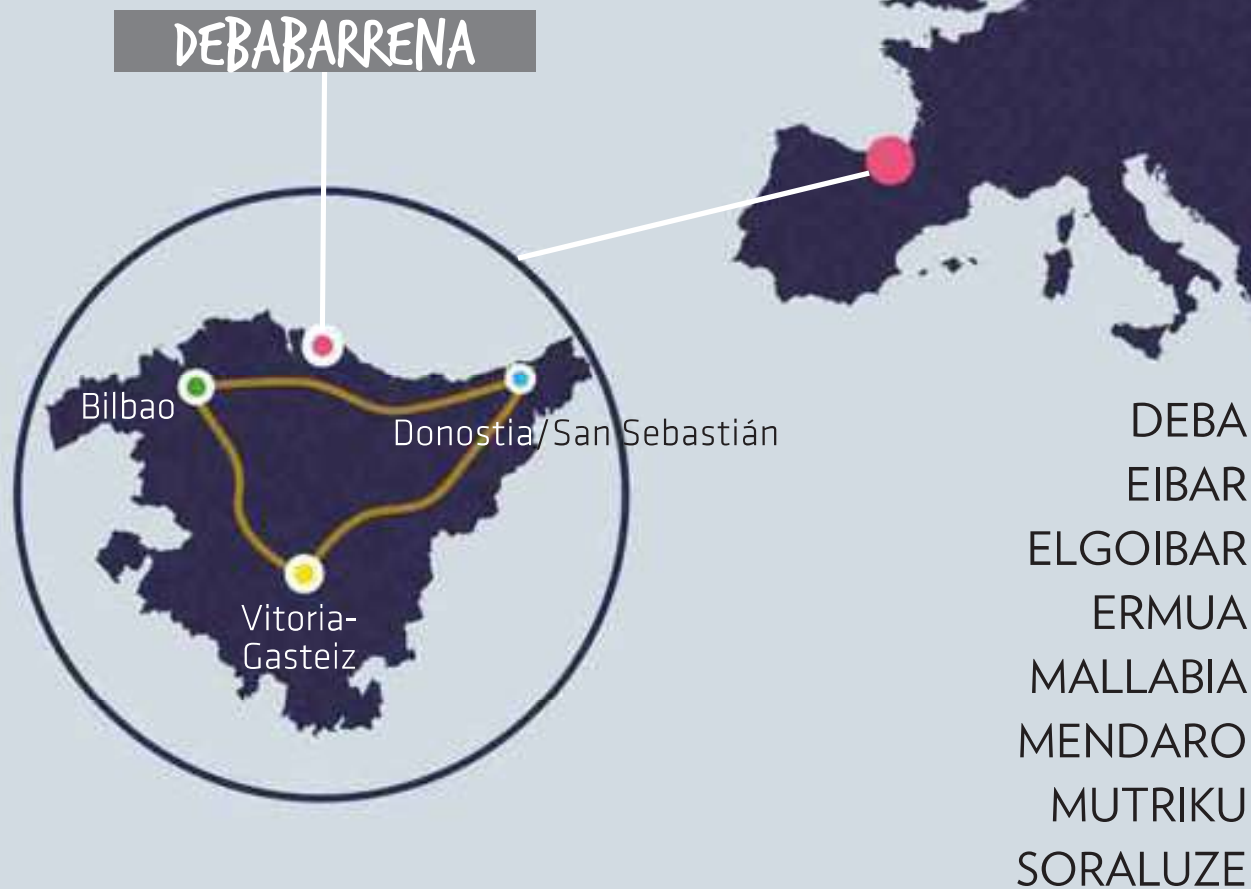 DEBABARRENA
Bilbao
Donostia/San Sebastián
Vitoria-
Gasteiz
DEBA
EIBAR
ELGOIBAR
ERMUA
MALLABIA
MENDARO
MUTRIKU
SORALUZE